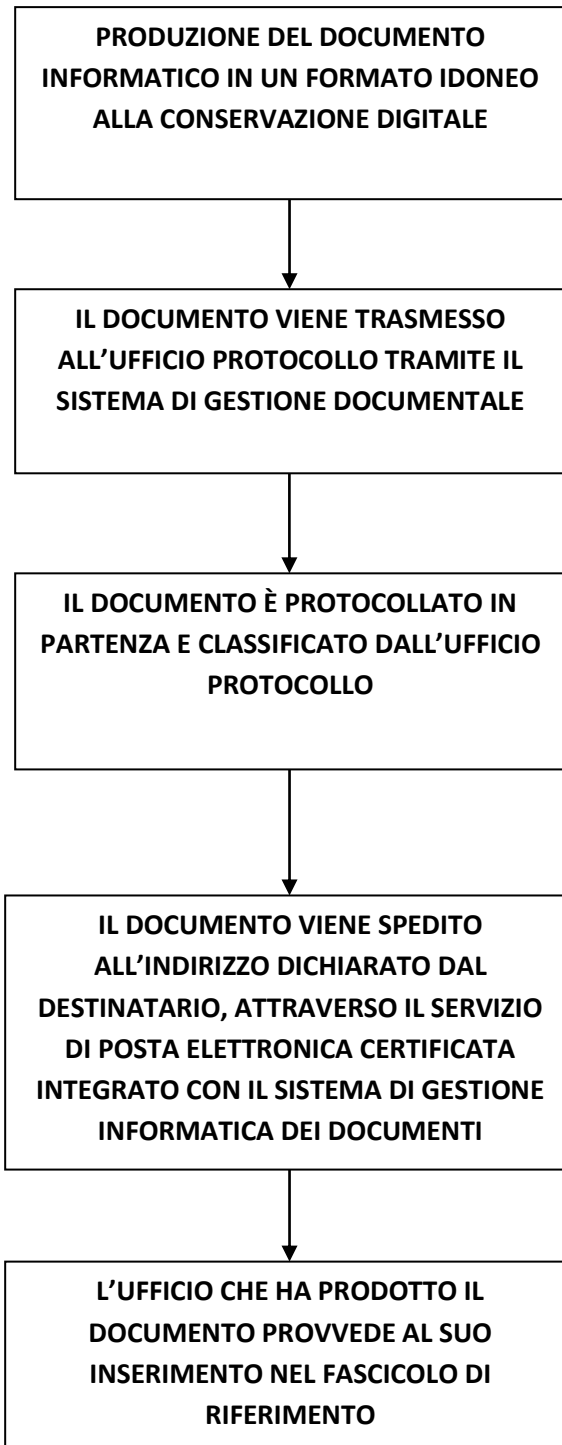 PRODUZIONE DEL DOCUMENTO
INFORMATICO IN UN FORMATO IDONEO
ALLA CONSERVAZIONE DIGITALE
IL DOCUMENTO VIENE TRASMESSO
ALL’UFFICIO PROTOCOLLO TRAMITE IL
SISTEMA DI GESTIONE DOCUMENTALE
IL DOCUMENTO È PROTOCOLLATO IN
PARTENZA E CLASSIFICATO DALL’UFFICIO
PROTOCOLLO
IL DOCUMENTO VIENE SPEDITO
ALL’INDIRIZZO DICHIARATO DAL
DESTINATARIO, ATTRAVERSO IL SERVIZIO
DI POSTA ELETTRONICA CERTIFICATA
INTEGRATO CON IL SISTEMA DI GESTIONE
INFORMATICA DEI DOCUMENTI
L’UFFICIO CHE HA PRODOTTO IL
DOCUMENTO PROVVEDE AL SUO
INSERIMENTO NEL FASCICOLO DI
RIFERIMENTO